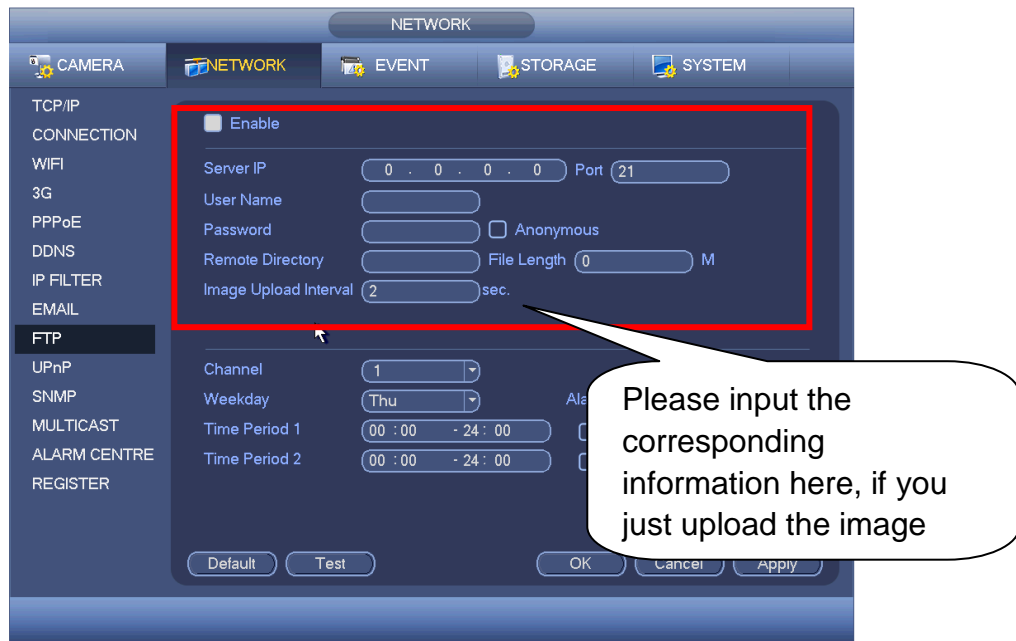 NETWORK
CAMERA NETWORK EVENT STORAGE SYSTEM
TCP/IP
CONNECTION
WIFI
3G
PPPoE
DDNS
IP FILTER
EMAIL
FTP
UPnP
SNMP
MULTICAST
ALARM CENTRE
REGISTER
Enable
Server IP 0 . 0 . 0 . 0 Port 21
User Name
Password Anonymous
Remote Directory File Length 0 M
Image Upload Interval 2 sec.
Channel 1
Weekday Thu
Time Period 1 00 : 00 - 24 : 00
Time Period 2 00 : 00 - 24 : 00
Default Test OK Cancel Apply
Please input the
corresponding
information here, if you
just upload the image